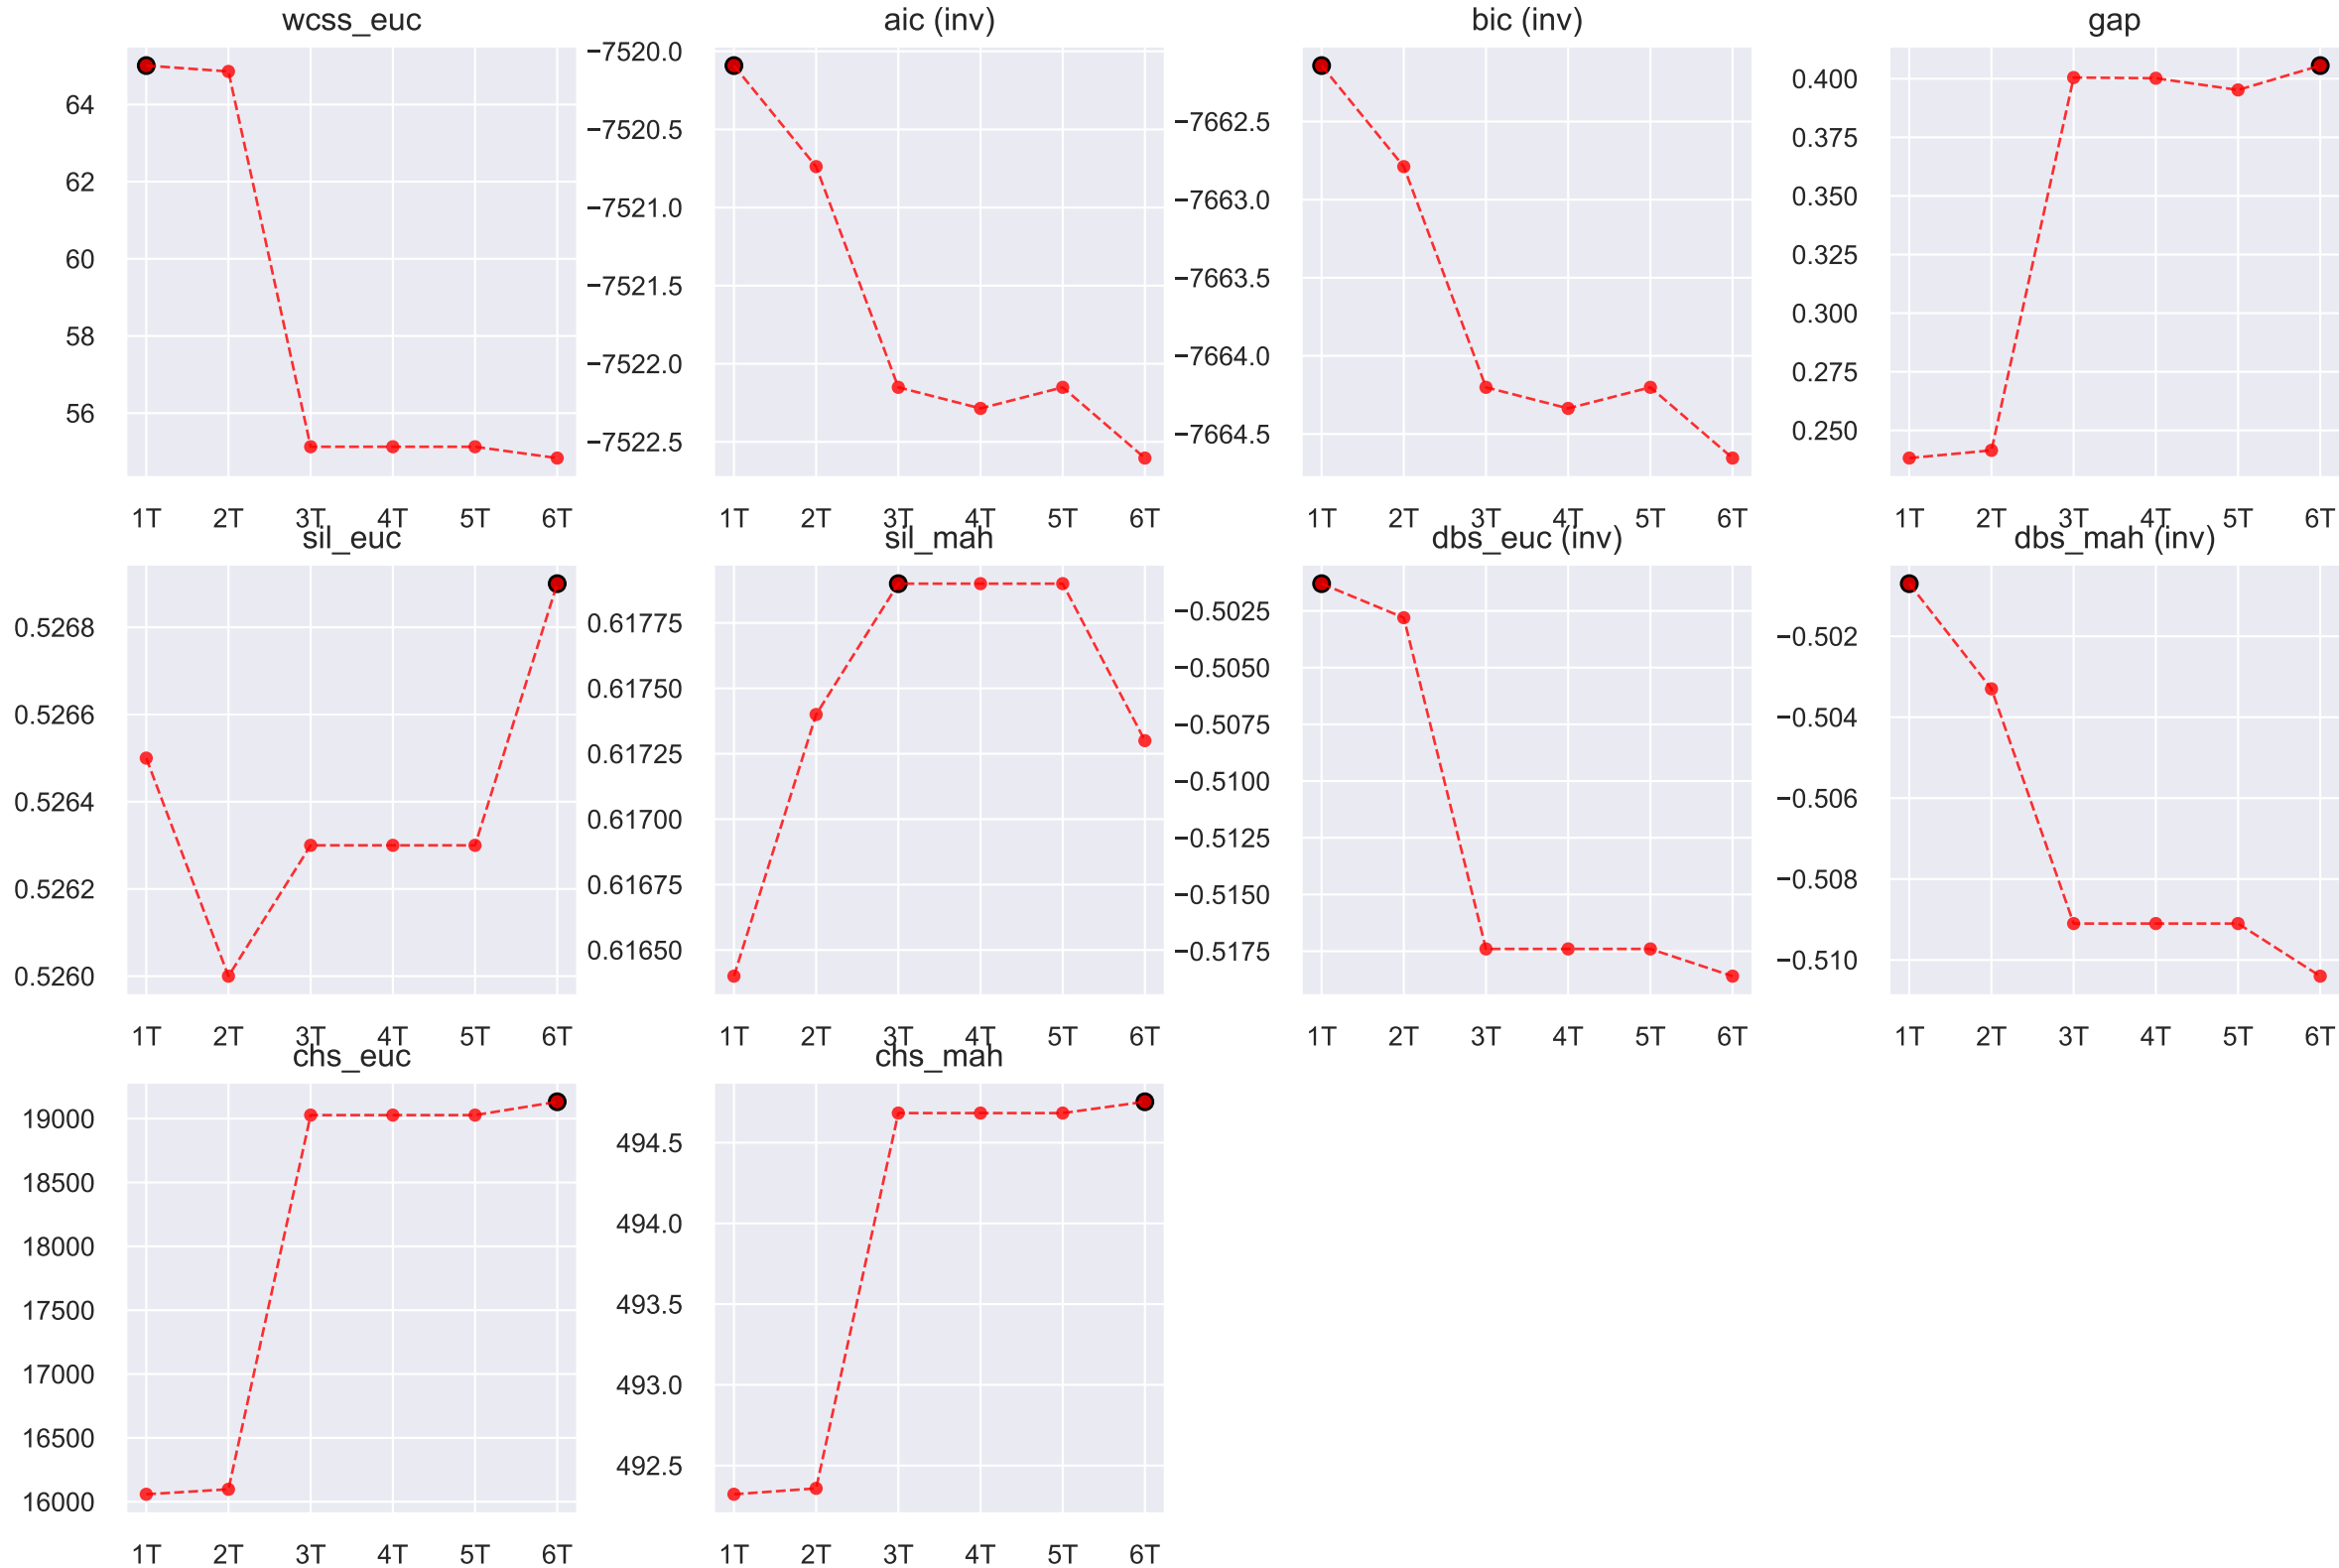 wcss_euc
64
62
60
58
56
1T 2T 3T 4T 5T 6T
aic (inv)
−7520.0
−7520.5
−7521.0
−7521.5
−7522.0
−7522.5
1T 2T 3T 4T 5T 6T
bic (inv)
−7662.5
−7663.0
−7663.5
−7664.0
−7664.5
1T 2T 3T 4T 5T 6T
gap
0.400
0.375
0.350
0.325
0.300
0.275
0.250
1T 2T 3T 4T 5T 6T
sil_euc
0.5268
0.5266
0.5264
0.5262
0.5260
1T 2T 3T 4T 5T 6T
sil_mah
0.61775
0.61750
0.61725
0.61700
0.61675
0.61650
1T 2T 3T 4T 5T 6T
dbs_euc (inv)
−0.5025
−0.5050
−0.5075
−0.5100
−0.5125
−0.5150
−0.5175
1T 2T 3T 4T 5T 6T
dbs_mah (inv)
−0.502
−0.504
−0.506
−0.508
−0.510
1T 2T 3T 4T 5T 6T
chs_euc
19000
18500
18000
17500
17000
16500
16000
1T 2T 3T 4T 5T 6T
chs_mah
494.5
494.0
493.5
493.0
492.5
1T 2T 3T 4T 5T 6T